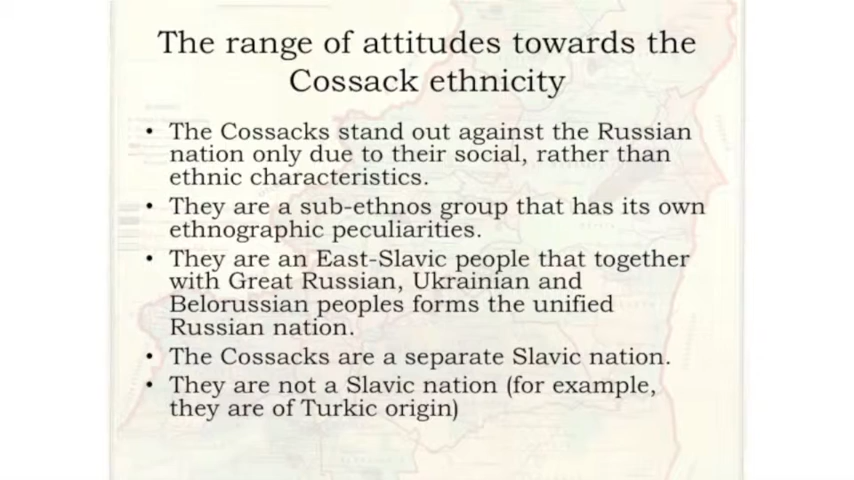 The range of attitudes towards the
Cossack ethnicity
• The Cossacks stand out against the Russian
nation only due to their social, rather than
ethnic characteristics.
• They are a sub-ethnos group that has its own
ethnographic peculiarities.
• They are an East-Slavic people that together
with Great Russian, Ukrainian and
Belorussian peoples forms the unified
Russian nation.
• The Cossacks are a separate Slavic nation.
• They are not a Slavic nation (for example,
they are of Turkic origin)